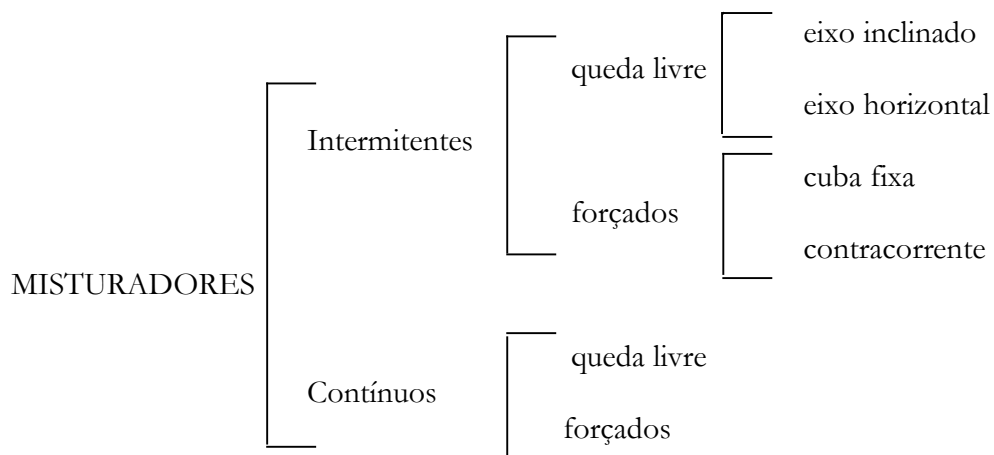 eixo inclinado
queda livre
eixo horizontal
Intermitentes
cuba fixa
forçados
contracorrente
MISTURADORES
queda livre
Contínuos
forçados